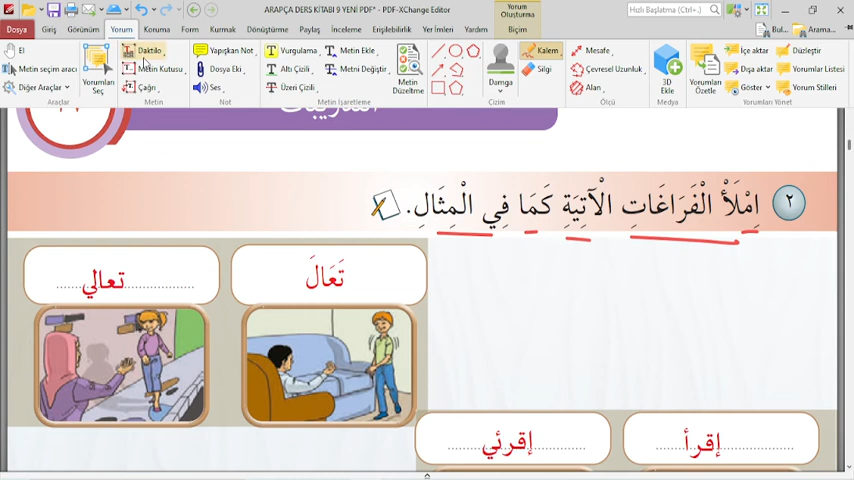 ARAPÇA DERS KİTABI 9 YENİ PDF* - PDF-XChange Editor
Yorum Oluşturma
Hızlı Başlatma (Ctrl+.)
Dosya Giriş Görünüm Yorum Koruma Form Kurmak Dönüştürme Paylaş İnceleme Erişilebilirlik Yer İmleri Yardım Biçim Bul... Arama...
El Yorumları Seç Daktilo Yapışkan Not Vurgulama Metin Ekle Metin Düzeltme Damga Kalem Mesafe 3D Ekle Yorumları Özetle İçe aktar Düzleştir
Metin seçim aracı Metin Kutusu Dosya Eki Altı Çizili Metni Değiştir Silgi Çevresel Uzunluk Dışa aktar Yorumlar Listesi
Diğer Araçlar Çağrı Ses Üzeri Çizili Alan Göster Yorum Stilleri
Araçlar Metin Not Metin İşaretleme Çizim Ölçü Medya Yorumları Yönet
٢ اِمْلَأْ الْفَرَاغَاتِ الْآتِيَةِ كَمَا فِي الْمِثَالِ.
تَعَالَ تعالي
إقرأ إقرئي